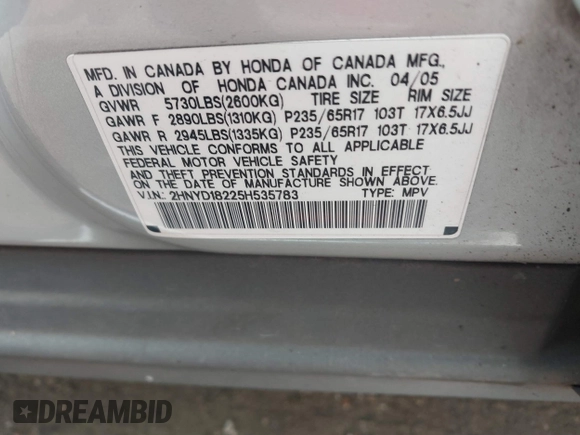 MFD. IN CANADA BY HONDA OF CANADA MFG.,
A DIVISION OF HONDA CANADA INC. 04/05
GVWR 5730LBS(2600KG) TIRE SIZE RIM SIZE
GAWR F 2890LBS(1310KG) P235/65R17 103T 17X6.5JJ
GAWR R 2945LBS(1335KG) P235/65R17 103T 17X6.5JJ
THIS VEHICLE CONFORMS TO ALL APPLICABLE
FEDERAL MOTOR VEHICLE SAFETY
AND THEFT PREVENTION STANDARDS IN EFFECT
ON THE DATE OF MANUFACTURE SHOWN ABOVE.
V.I.N.: 2HNYD18225H535783 TYPE: MPV
DREAMBID